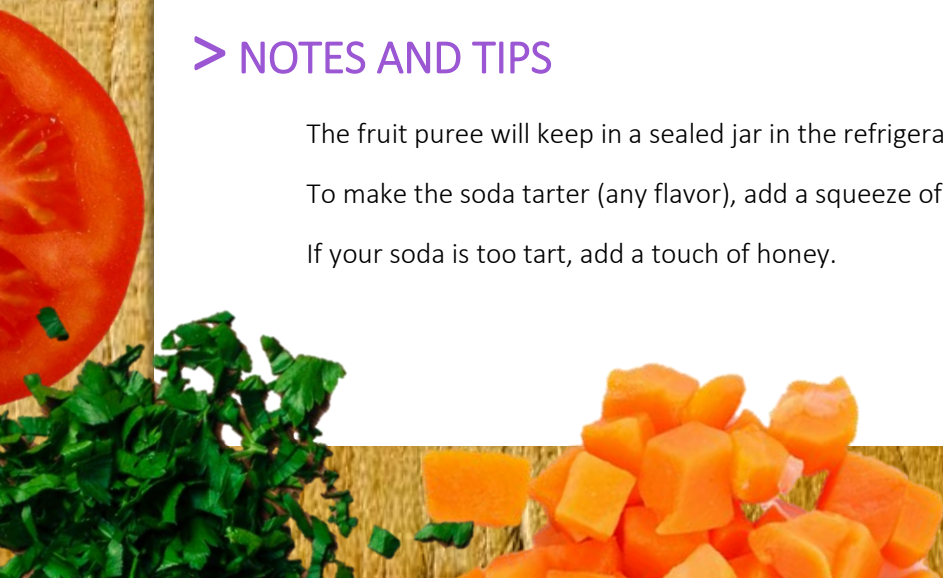 > NOTES AND TIPS
The fruit puree will keep in a sealed jar in the
To make the soda tarter (any flavor), add a squeeze of
If your soda is too tart, add a touch of honey.